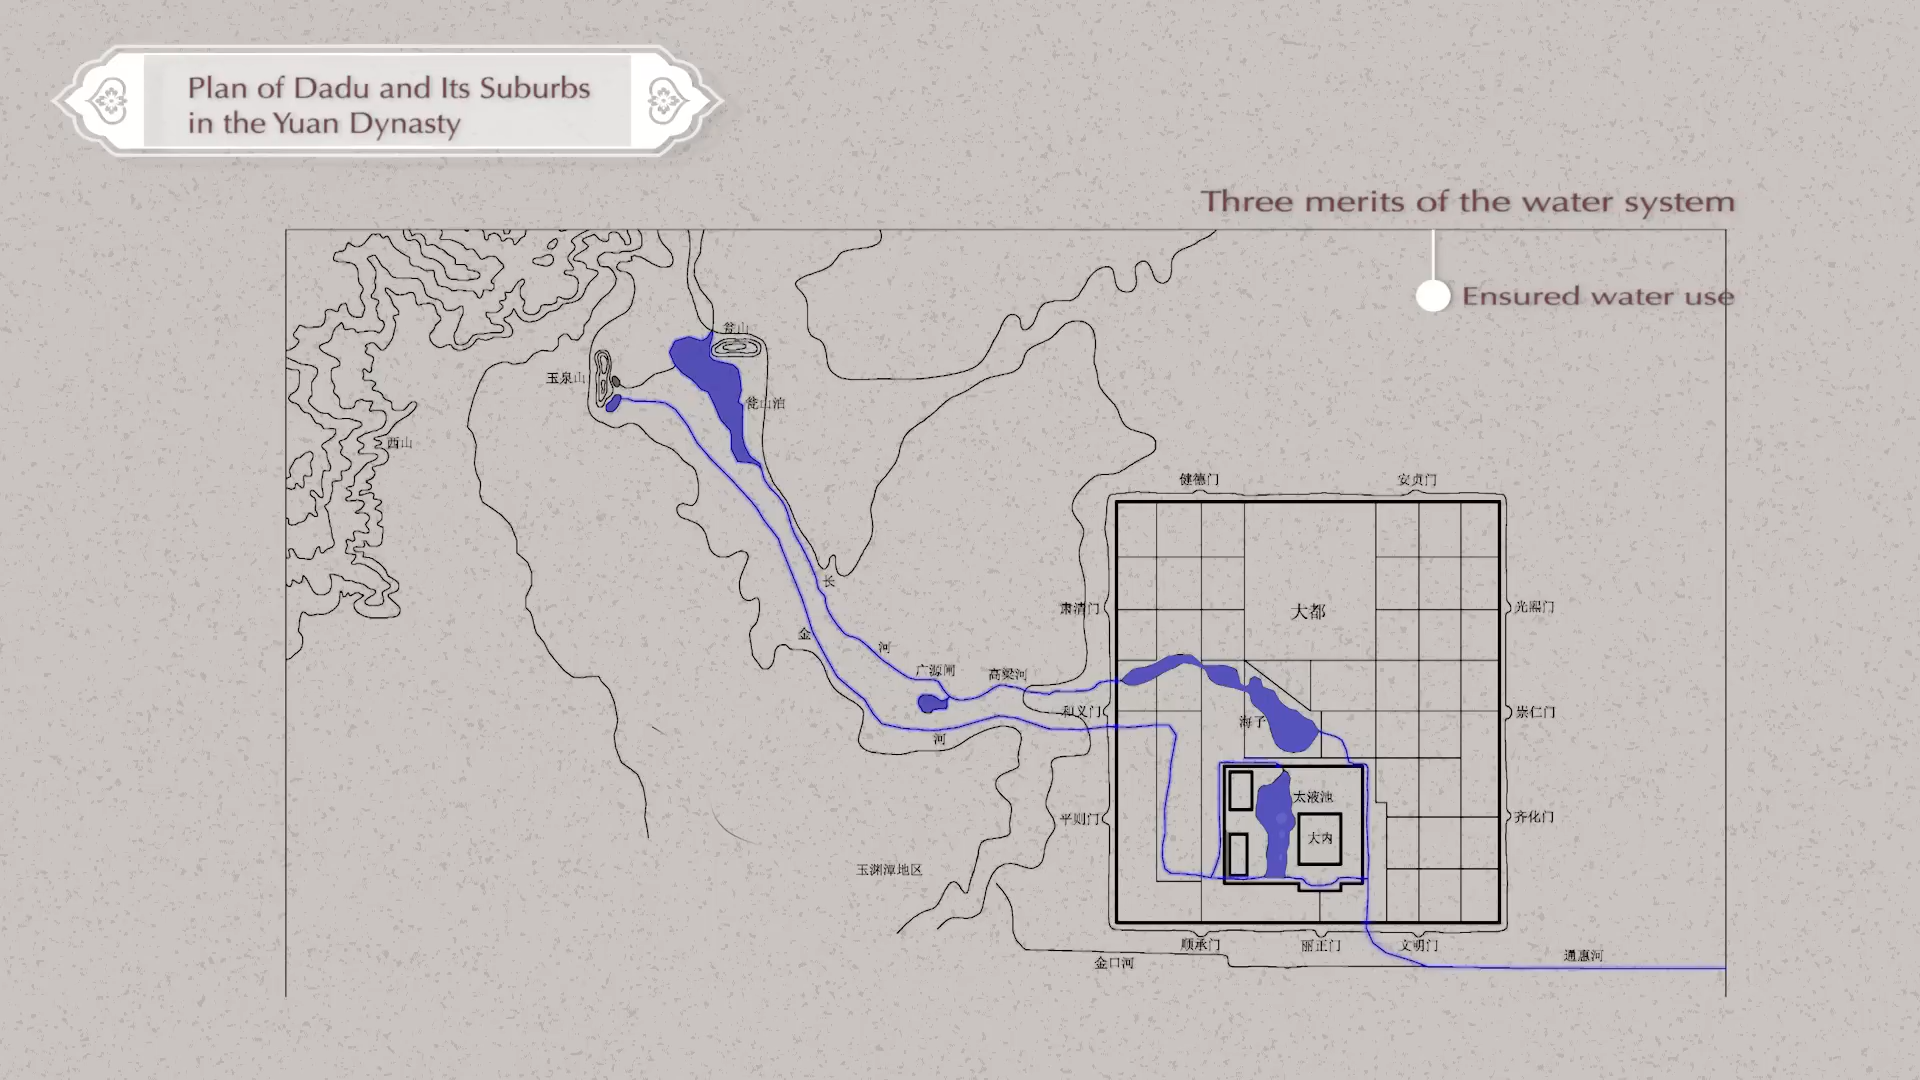 Plan of Dadu and Its Suburbs
in the Yuan Dynasty
Three merits of the water system
Ensured water use
瓮山
玉泉山
瓮山泊
西山
健德门
安贞门
长
肃清门
大都
光熙门
金
河
广源闸
高梁河
和义门
海子
崇仁门
河
太液池
平则门
大内
齐化门
玉渊潭地区
顺承门
丽正门
文明门
金口河
通惠河